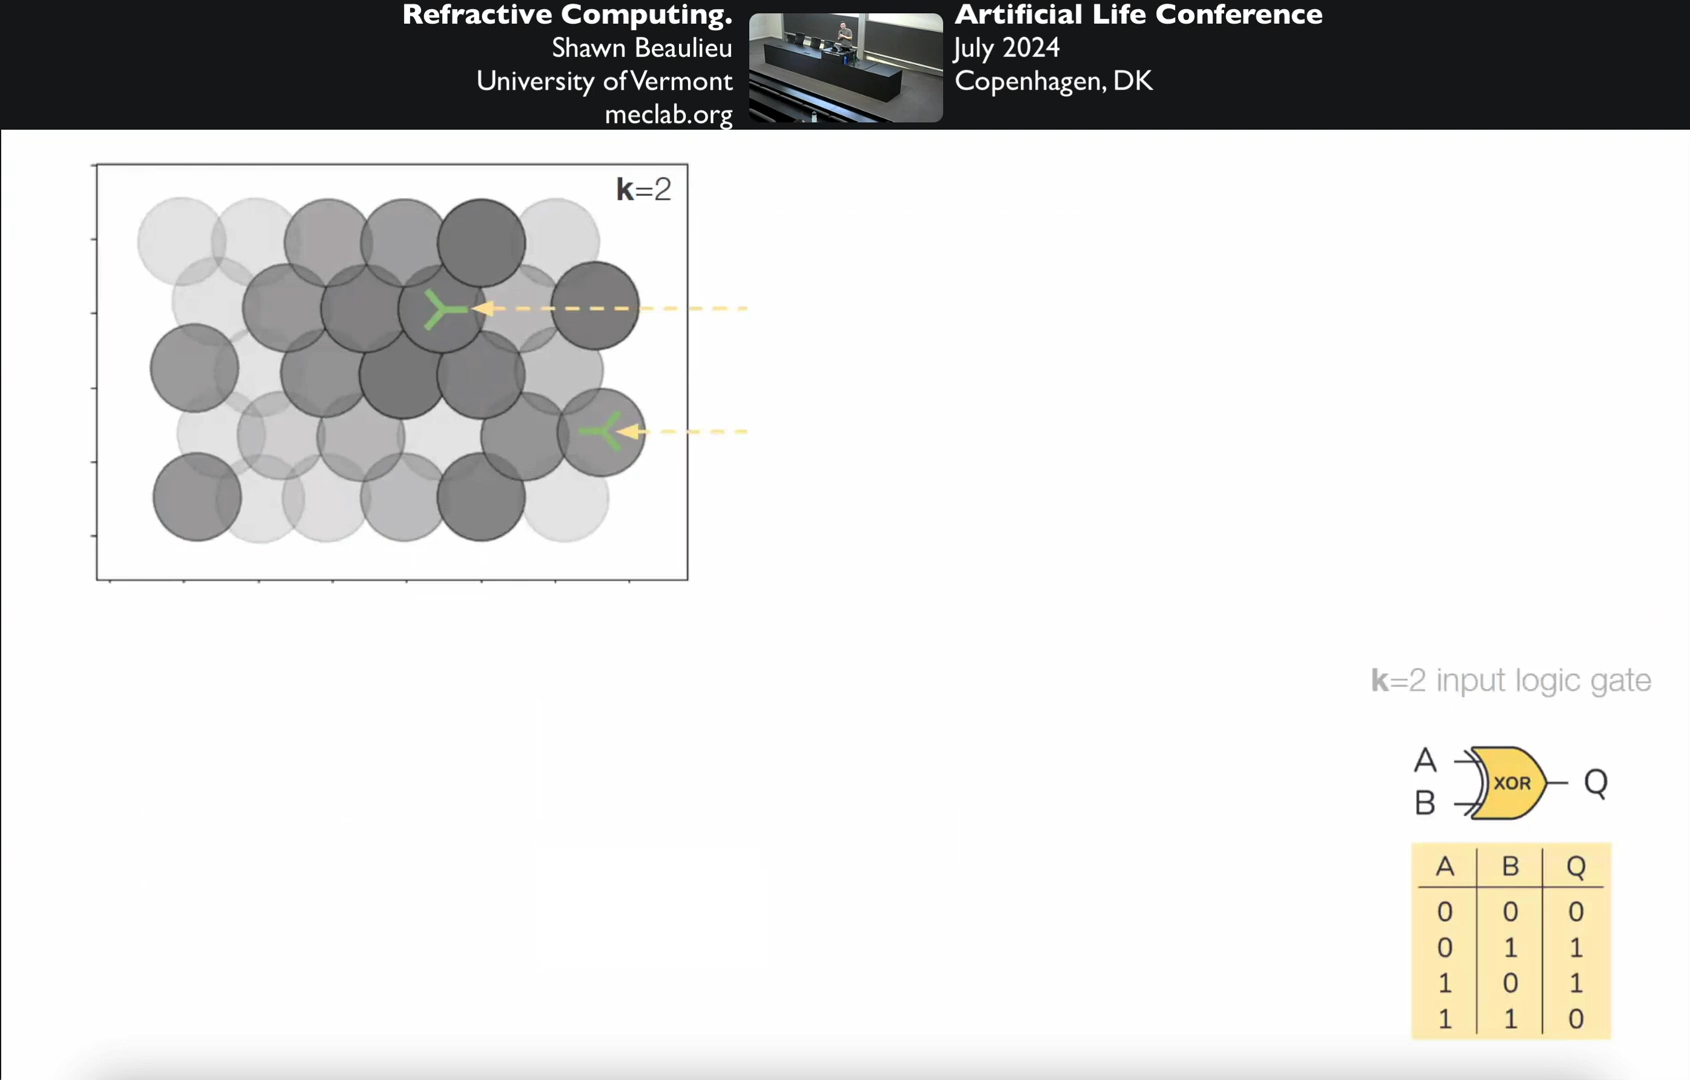 Refractive Computing.
Shawn Beaulieu
University of Vermont
meclab.org
Artificial Life Conference
July 2024
Copenhagen, DK
k=2
k=2 input logic gate
A
B
XOR
Q
A B Q
0 0 0
0 1 1
1 0 1
1 1 0